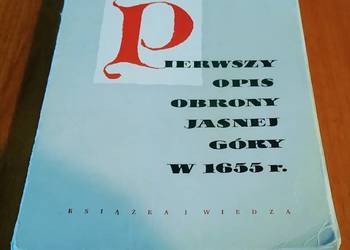 PIERWSZY
OPIS
OBRONY
JASNEJ
GÓRY
W 1655 r.
KSIĄŻKA I WIEDZA